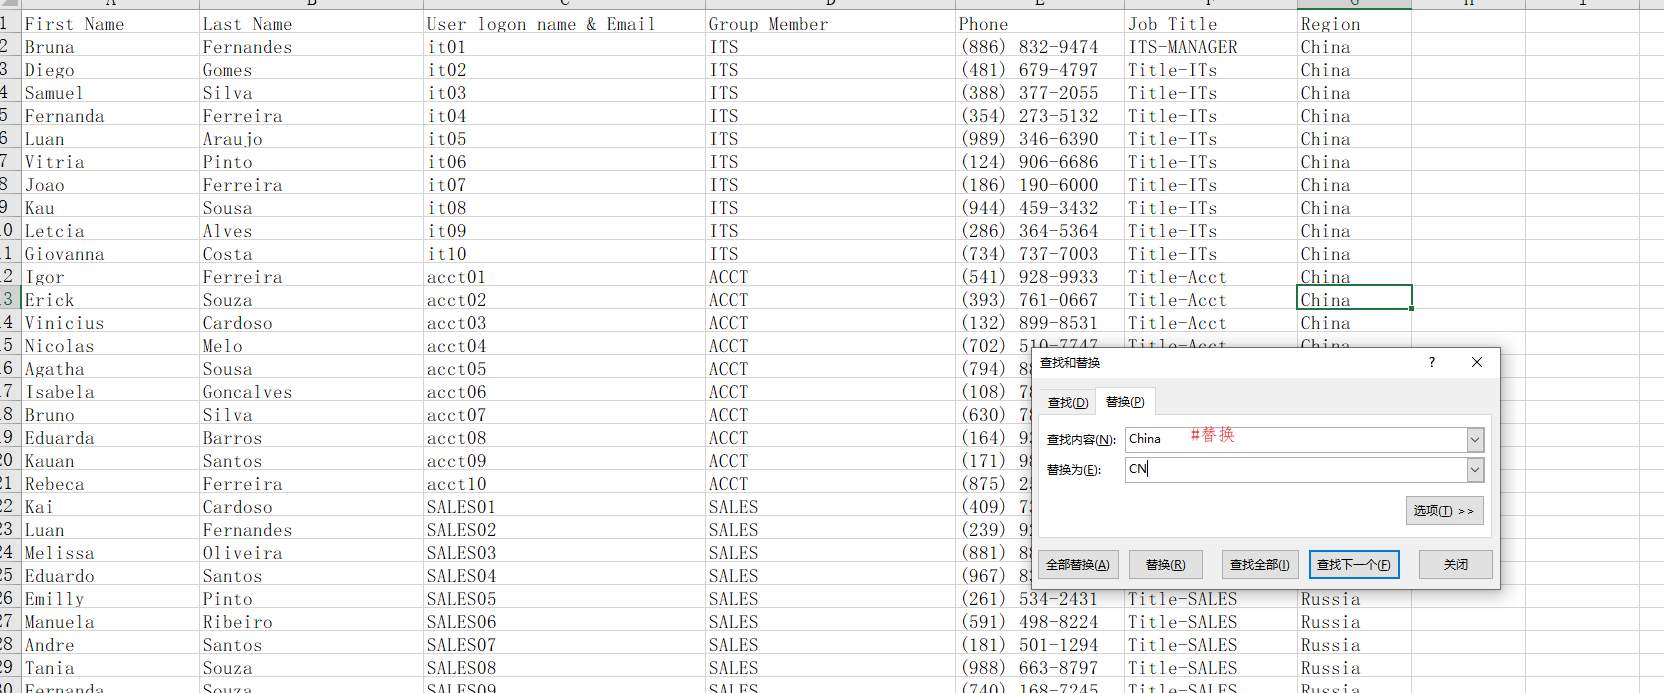 A B C D E F G H I
1 First Name Last Name User logon name & Email Group Member Phone Job Title Region
2 Bruna Fernandes it01 ITS (886) 832-9474 ITS-MANAGER China
3 Diego Gomes it02 ITS (481) 679-4797 Title-ITs China
4 Samuel Silva it03 ITS (388) 377-2055 Title-ITs China
5 Fernanda Ferreira it04 ITS (354) 273-5132 Title-ITs China
6 Luan Araujo it05 ITS (989) 346-6390 Title-ITs China
7 Vitria Pinto it06 ITS (124) 906-6686 Title-ITs China
8 Joao Ferreira it07 ITS (186) 190-6000 Title-ITs China
9 Kau Sousa it08 ITS (944) 459-3432 Title-ITs China
10 Letcia Alves it09 ITS (286) 364-5364 Title-ITs China
11 Giovanna Costa it10 ITS (734) 737-7003 Title-ITs China
12 Igor Ferreira acct01 ACCT (541) 928-9933 Title-Acct China
13 Erick Souza acct02 ACCT (393) 761-0667 Title-Acct China
14 Vinicius Cardoso acct03 ACCT (132) 899-8531 Title-Acct China
15 Nicolas Melo acct04 ACCT (702) 510-7747 Title-Acct China
16 Agatha Sousa acct05 ACCT (794)
17 Isabela Goncalves acct06 ACCT (108)
18 Bruno Silva acct07 ACCT (630)
19 Eduarda Barros acct08 ACCT (164)
20 Kauan Santos acct09 ACCT (171)
21 Rebeca Ferreira acct10 ACCT (875)
22 Kai Cardoso SALES01 SALES (409)
23 Luan Fernandes SALES02 SALES (239)
24 Melissa Oliveira SALES03 SALES (881)
25 Eduardo Santos SALES04 SALES (967)
26 Emilly Pinto SALES05 SALES (261) 534-2431 Title-SALES Russia
27 Manuela Ribeiro SALES06 SALES (591) 498-8224 Title-SALES Russia
28 Andre Santos SALES07 SALES (181) 501-1294 Title-SALES Russia
29 Tania Souza SALES08 SALES (988) 663-8797 Title-SALES Russia
30 Fernanda Souza SALES09 SALES (740) 168-7245 Title-SALES Russia
查找和替换 ? ×
查找(D) 替换(P)
查找内容(N): China #替换
替换为(E): CN
选项(T) >>
全部替换(A) 替换(R) 查找全部(I) 查找下一个(F) 关闭